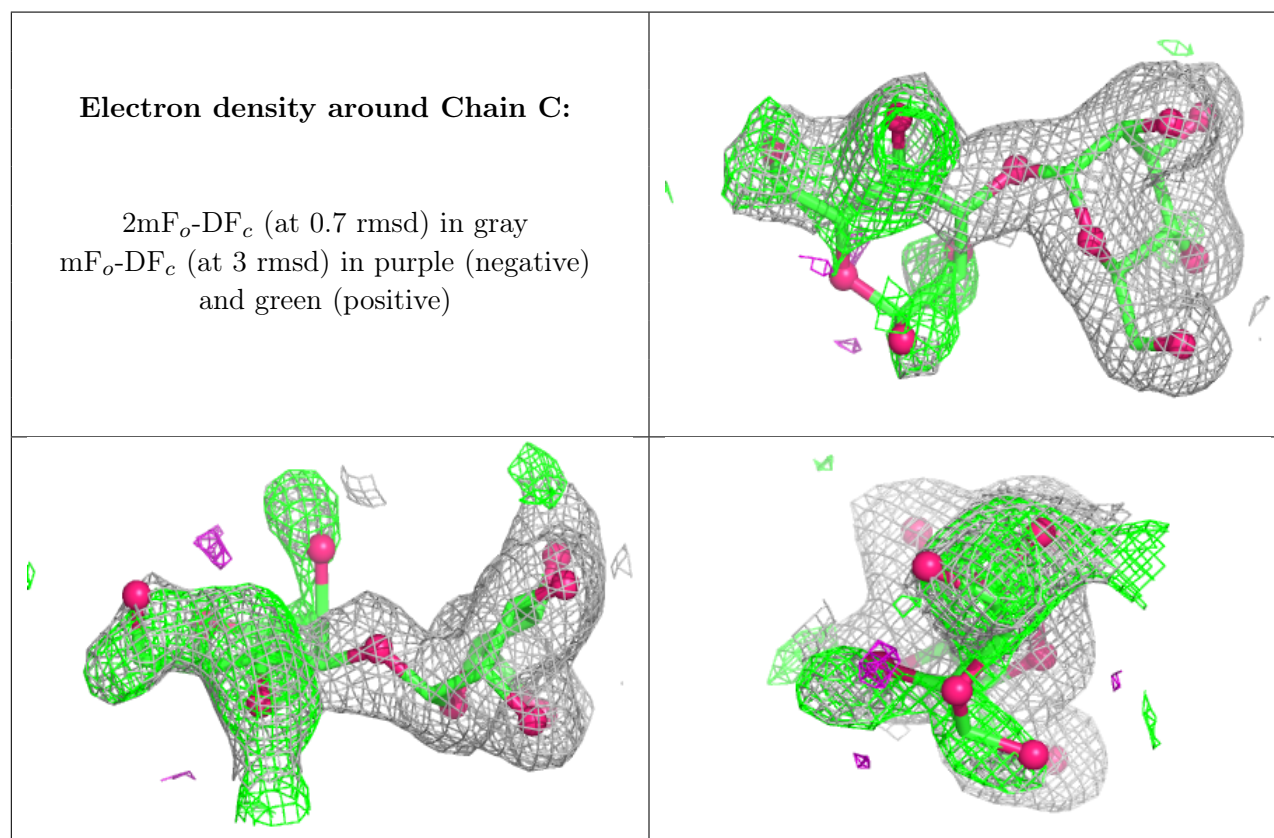 Electron density around Chain C:
2mFₒ-DF𝒸 (at 0.7 rmsd) in gray
mFₒ-DF𝒸 (at 3 rmsd) in purple (negative)
and green (positive)